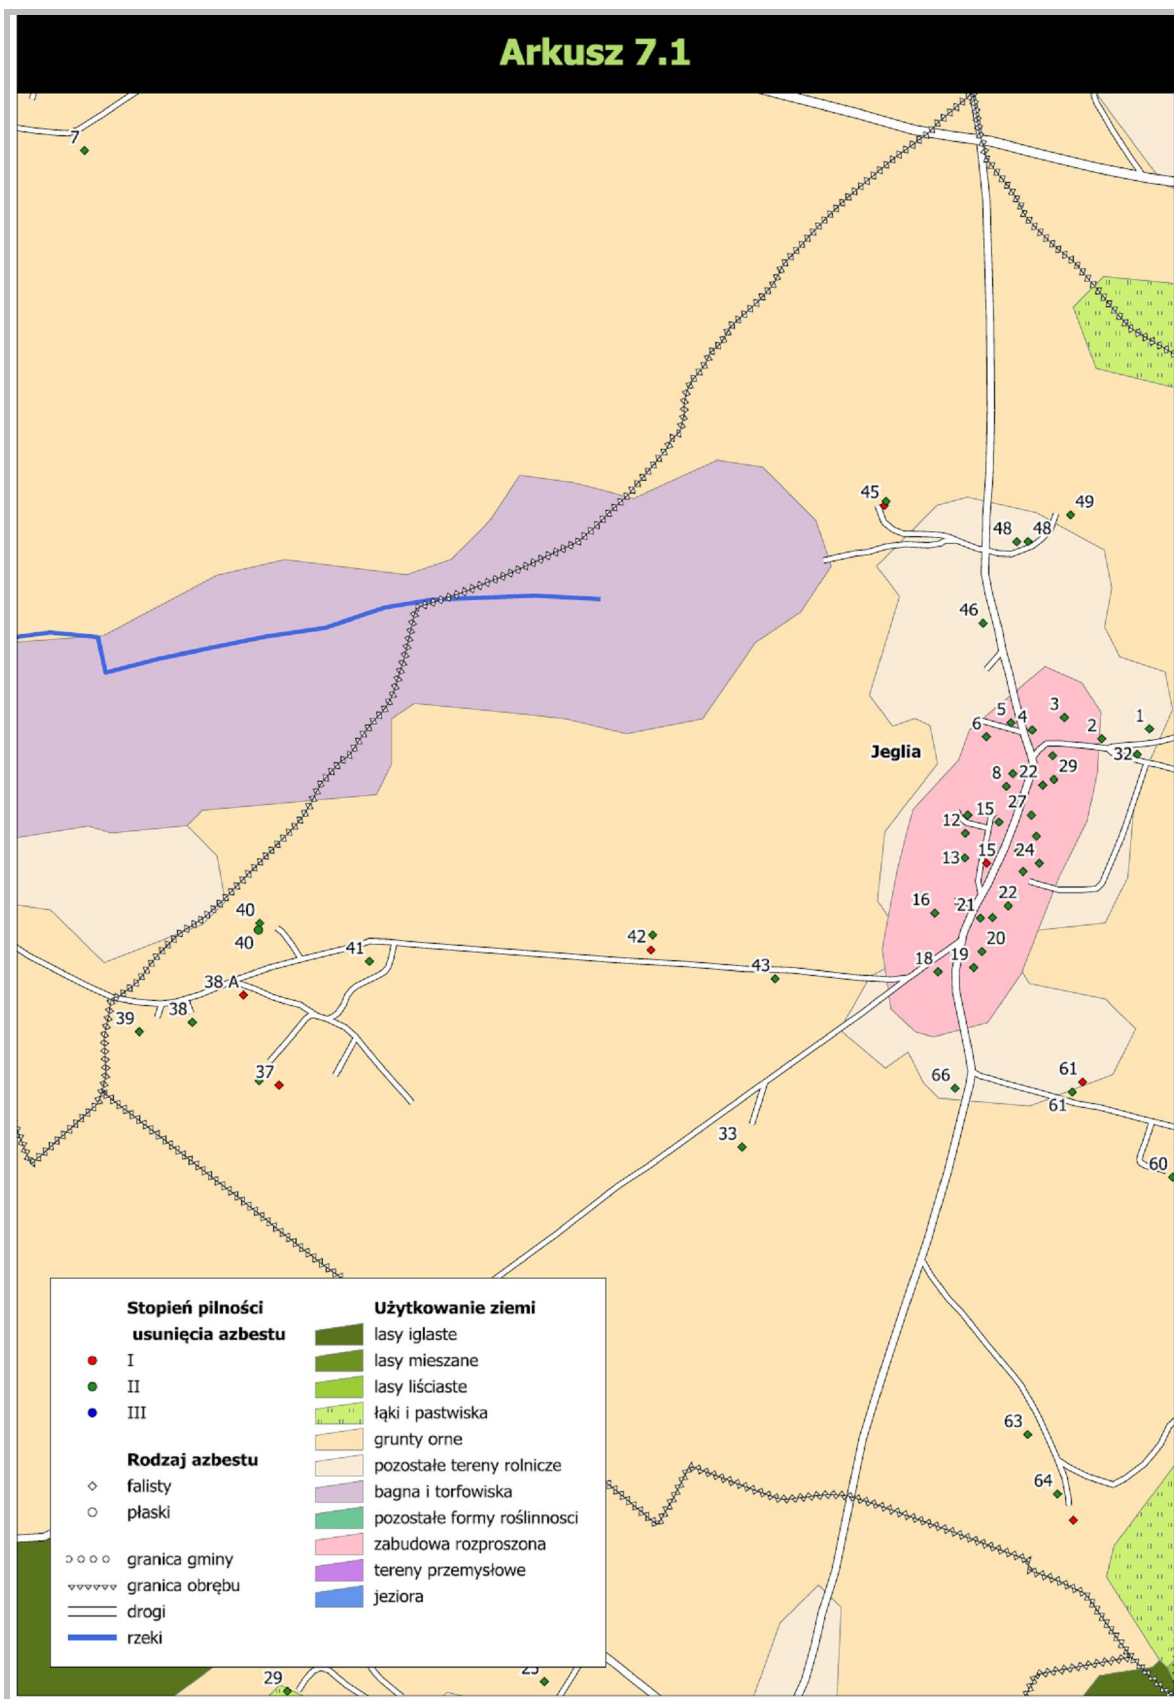 Arkusz 7.1
7
45
49
48 48
46
5 4 3
6 2 1
Jeglia 32
8 22 29
12 15 27
13 15 24
16 21 22
40
40
41 42 43
18 19 20
38 A
39 38
37
66 61
61
33
60
63
64
Stopień pilności
usunięcia azbestu
I
II
III
Rodzaj azbestu
falisty
płaski
granica gminy
granica obrębu
drogi
rzeki
Użytkowanie ziemi
lasy iglaste
lasy mieszane
lasy liściaste
łąki i pastwiska
grunty orne
pozostałe tereny rolnicze
bagna i torfowiska
pozostałe formy roślinnosci
zabudowa rozproszona
tereny przemysłowe
jeziora
29